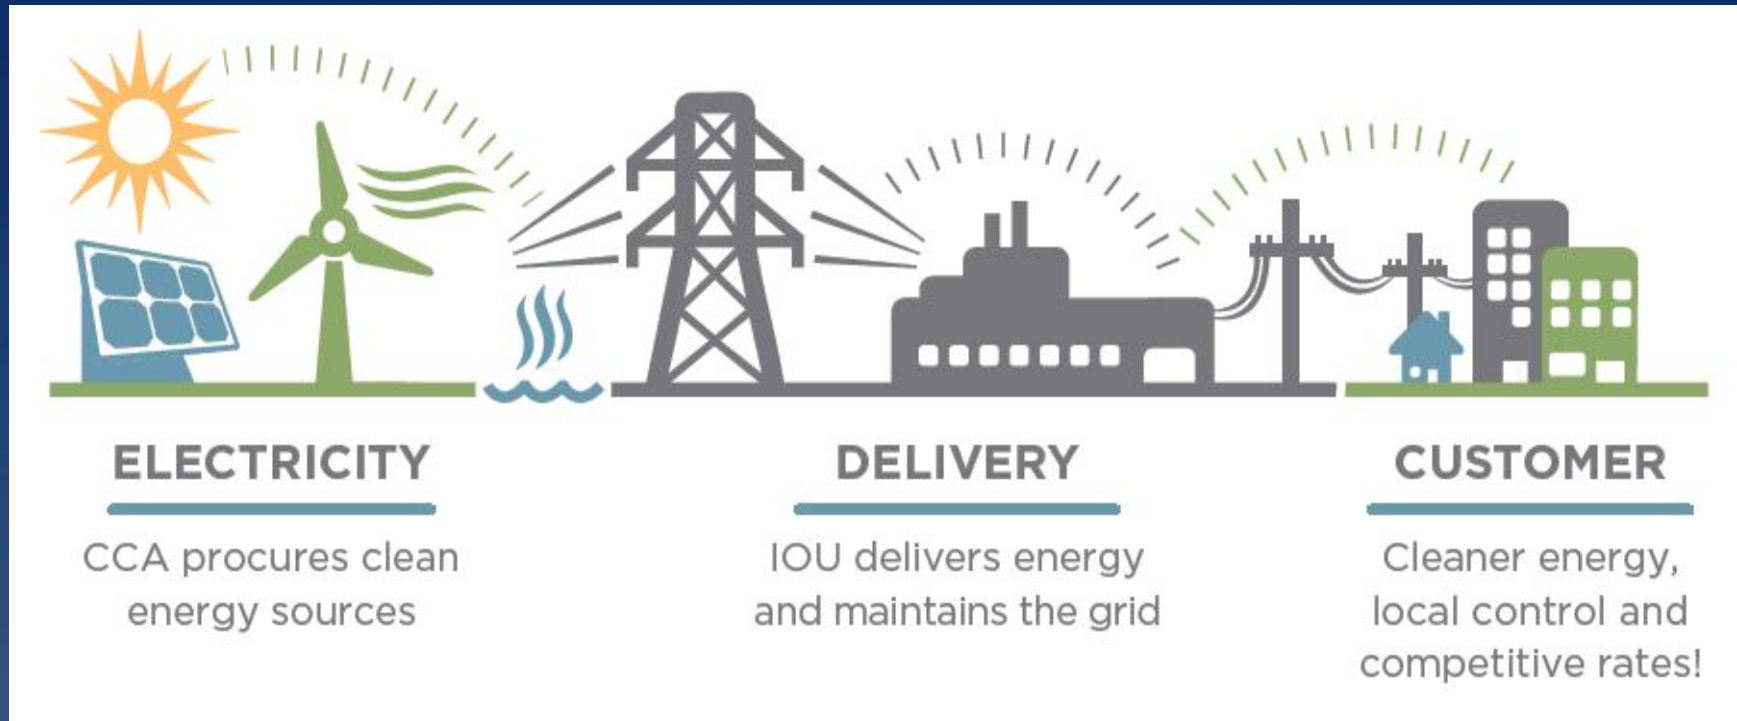 ELECTRICITY
CCA procures clean
energy sources
DELIVERY
IOU delivers energy
and maintains the grid
CUSTOMER
Cleaner energy,
local control and
competitive rates!